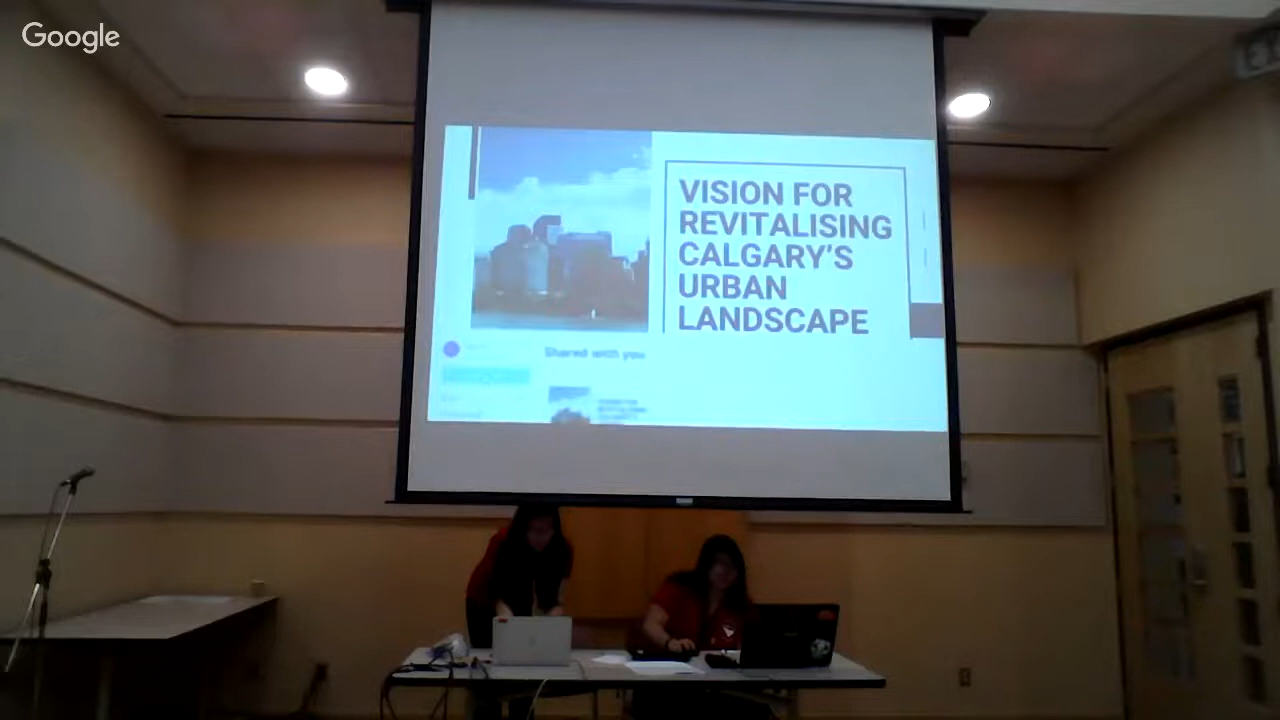 Google
VISION FOR
REVITALISING
CALGARY'S
URBAN
LANDSCAPE
Shared with you